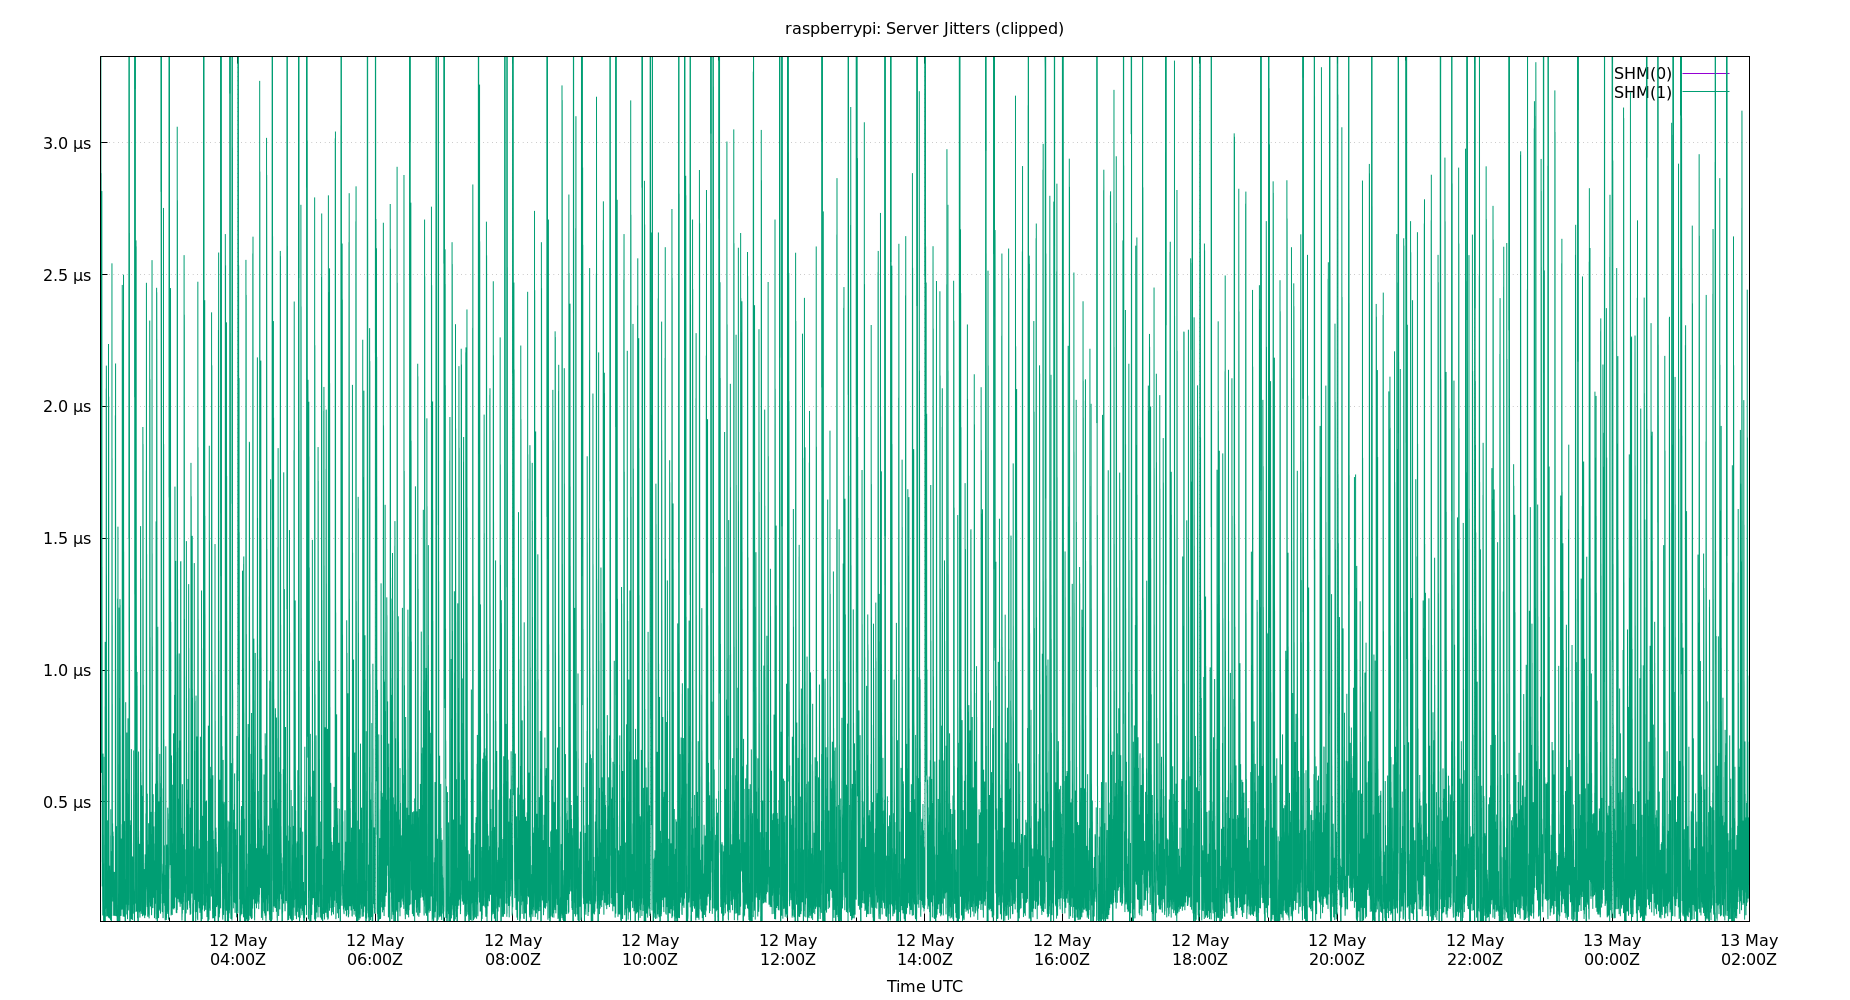 raspberrypi: Server Jitters (clipped)
SHM(0)
SHM(1)
3.0 µs
2.5 µs
2.0 µs
1.5 µs
1.0 µs
0.5 µs
12 May 12 May 12 May 12 May 12 May 12 May 12 May 12 May 12 May 12 May 13 May 13 May
04:00Z 06:00Z 08:00Z 10:00Z 12:00Z 14:00Z 16:00Z 18:00Z 20:00Z 22:00Z 00:00Z 02:00Z
Time UTC